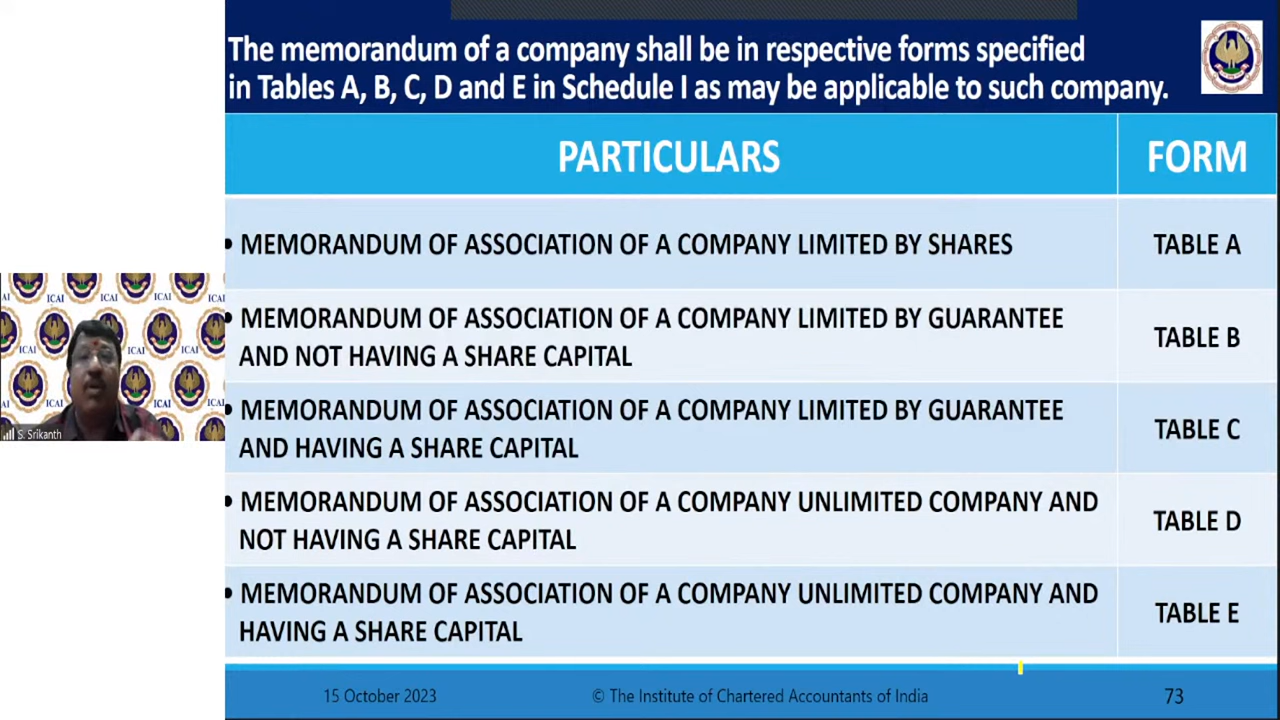 The memorandum of a company shall be in respective forms specified
in Tables A, B, C, D and E in Schedule I as may be applicable to such company.
PARTICULARS FORM
• MEMORANDUM OF ASSOCIATION OF A COMPANY LIMITED BY SHARES TABLE A
• MEMORANDUM OF ASSOCIATION OF A COMPANY LIMITED BY GUARANTEE
AND NOT HAVING A SHARE CAPITAL TABLE B
• MEMORANDUM OF ASSOCIATION OF A COMPANY LIMITED BY GUARANTEE
AND HAVING A SHARE CAPITAL TABLE C
• MEMORANDUM OF ASSOCIATION OF A COMPANY UNLIMITED COMPANY AND
NOT HAVING A SHARE CAPITAL TABLE D
• MEMORANDUM OF ASSOCIATION OF A COMPANY UNLIMITED COMPANY AND
HAVING A SHARE CAPITAL TABLE E
ICAI ICAI
S. Srikanth
15 October 2023 © The Institute of Chartered Accountants of India 73